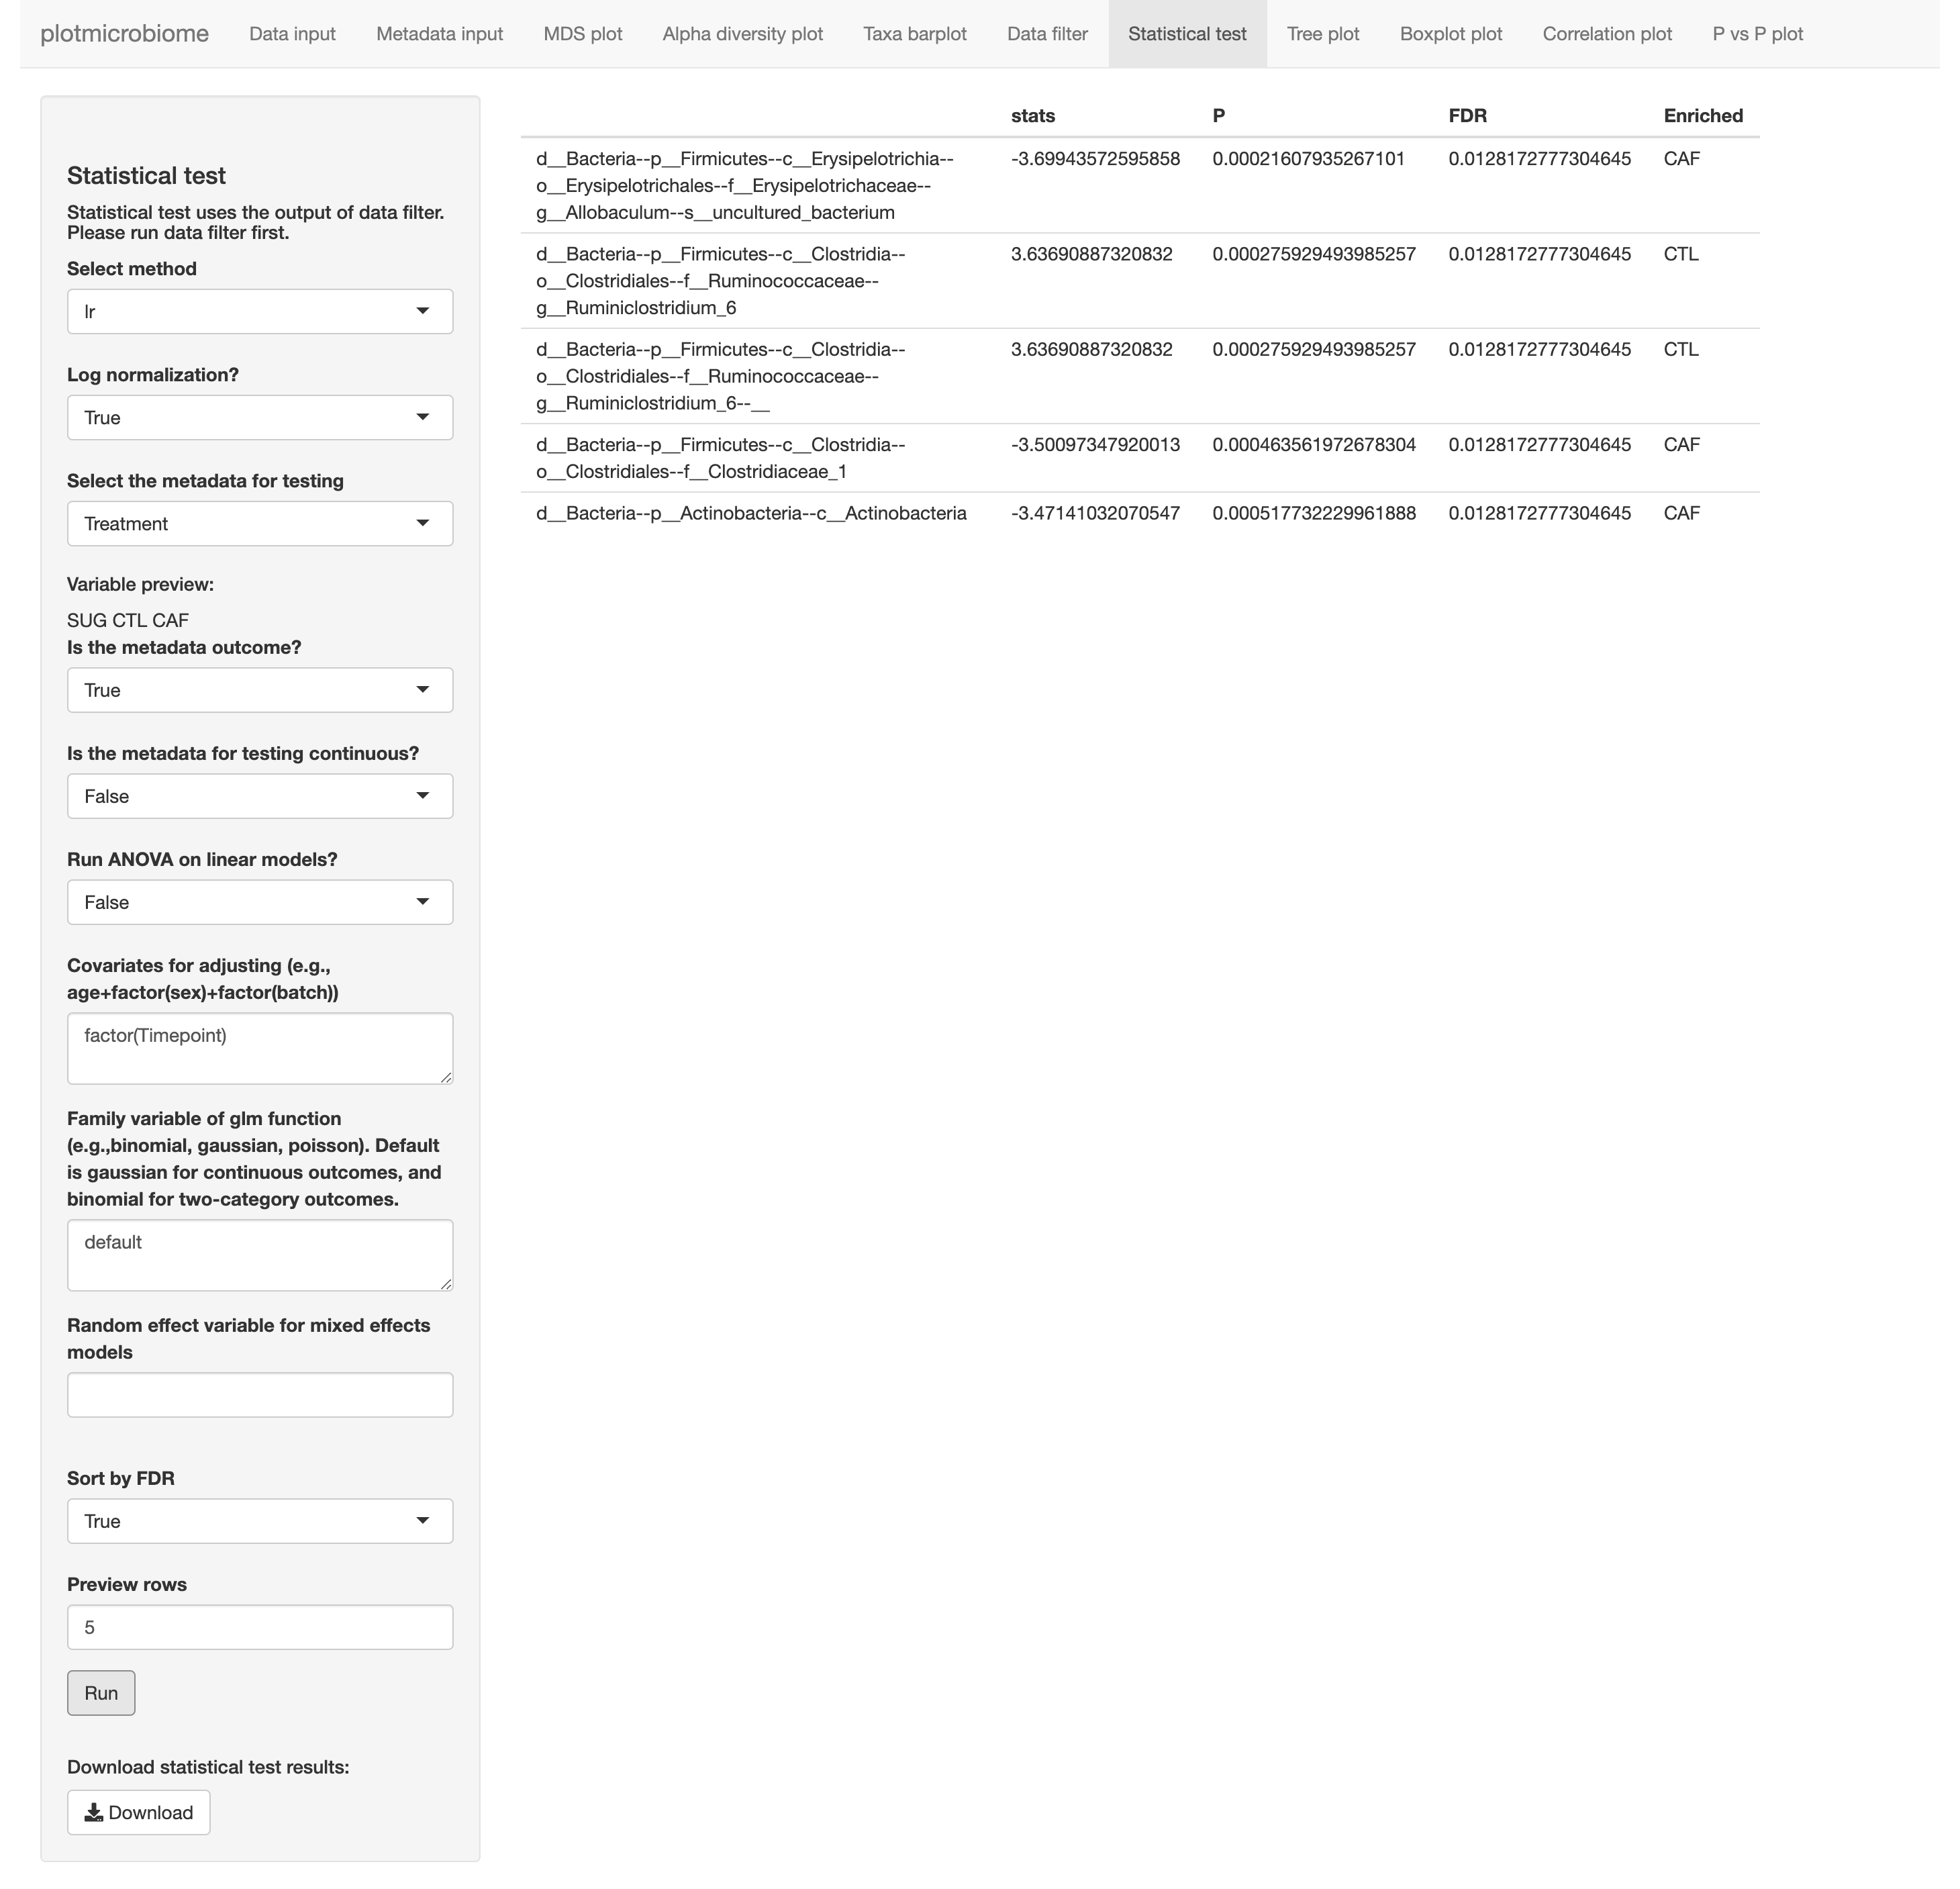 plotmicrobiome Data input Metadata input MDS plot Alpha diversity plot Taxa barplot Data filter Statistical test Tree plot Boxplot plot Correlation plot P vs P plot
Statistical test
Statistical test uses the output of data filter.
Please run data filter first.
Select method
lr
Log normalization?
True
Select the metadata for testing
Treatment
Variable preview:
SUG CTL CAF
Is the metadata outcome?
True
Is the metadata for testing continuous?
False
Run ANOVA on linear models?
False
Covariates for adjusting (e.g.,
age+factor(sex)+factor(batch))
factor(Timepoint)
Family variable of glm function
(e.g.,binomial, gaussian, poisson). Default
is gaussian for continuous outcomes, and
binomial for two-category outcomes.
default
Random effect variable for mixed effects
models
Sort by FDR
True
Preview rows
5
Run
Download statistical test results:
Download
stats P FDR Enriched
d__Bacteria--p__Firmicutes--c__Erysipelotrichia-- -3.69943572595858 0.00021607935267101 0.0128172777304645 CAF
o__Erysipelotrichales--f__Erysipelotrichaceae--
g__Allobaculum--s__uncultured_bacterium
d__Bacteria--p__Firmicutes--c__Clostridia-- 3.63690887320832 0.000275929493985257 0.0128172777304645 CTL
o__Clostridiales--f__Ruminococcaceae--
g__Ruminiclostridium_6
d__Bacteria--p__Firmicutes--c__Clostridia-- 3.63690887320832 0.000275929493985257 0.0128172777304645 CTL
o__Clostridiales--f__Ruminococcaceae--
g__Ruminiclostridium_6--__
d__Bacteria--p__Firmicutes--c__Clostridia-- -3.50097347920013 0.000463561972678304 0.0128172777304645 CAF
o__Clostridiales--f__Clostridiaceae_1
d__Bacteria--p__Actinobacteria--c__Actinobacteria -3.47141032070547 0.000517732229961888 0.0128172777304645 CAF